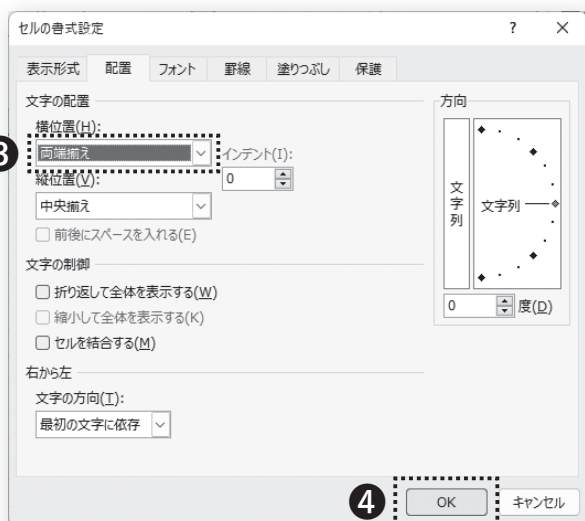 セルの書式設定 ? ×
表示形式 配置 フォント 罫線 塗りつぶし 保護
文字の配置
横位置(H):
両端揃え
インデント(I):
0
縦位置(V):
中央揃え
前後にスペースを入れる(E)
文字の制御
折り返して全体を表示する(W)
縮小して全体を表示する(K)
セルを結合する(M)
右から左
文字の方向(T):
最初の文字に依存
方向
文字列
文字列
0 度(D)
❹ OK キャンセル